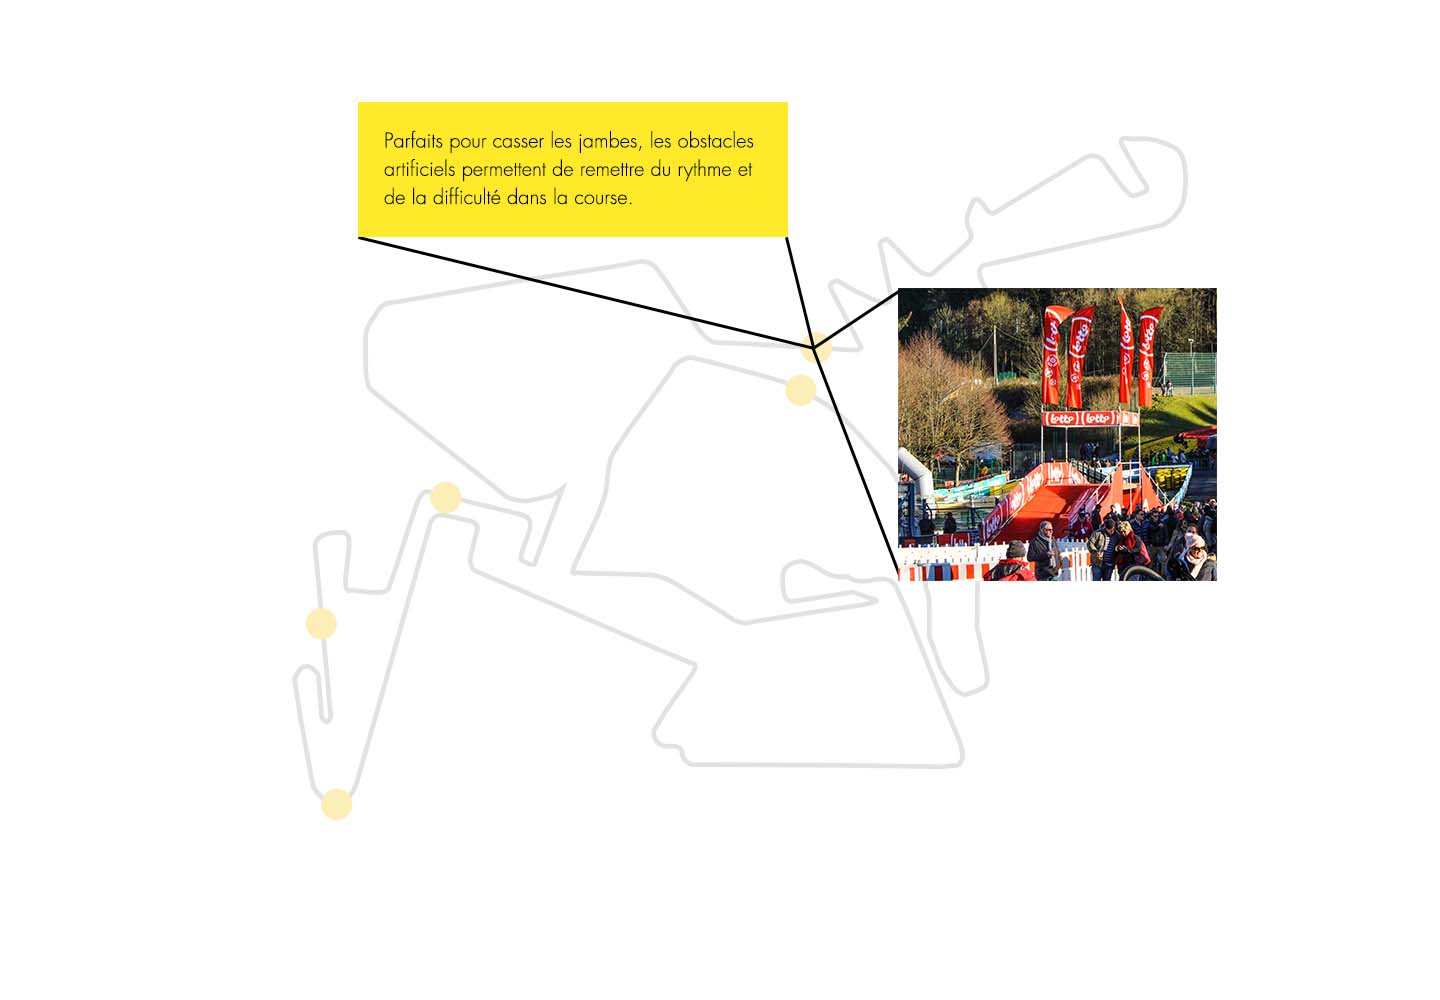 Parfaits pour casser les jambes, les obstacles
artificiels permettent de remettre du rythme et
de la difficulté dans la course.
Lotto
Lotto
Lotto
Lotto
Lotto
Lotto
Lotto